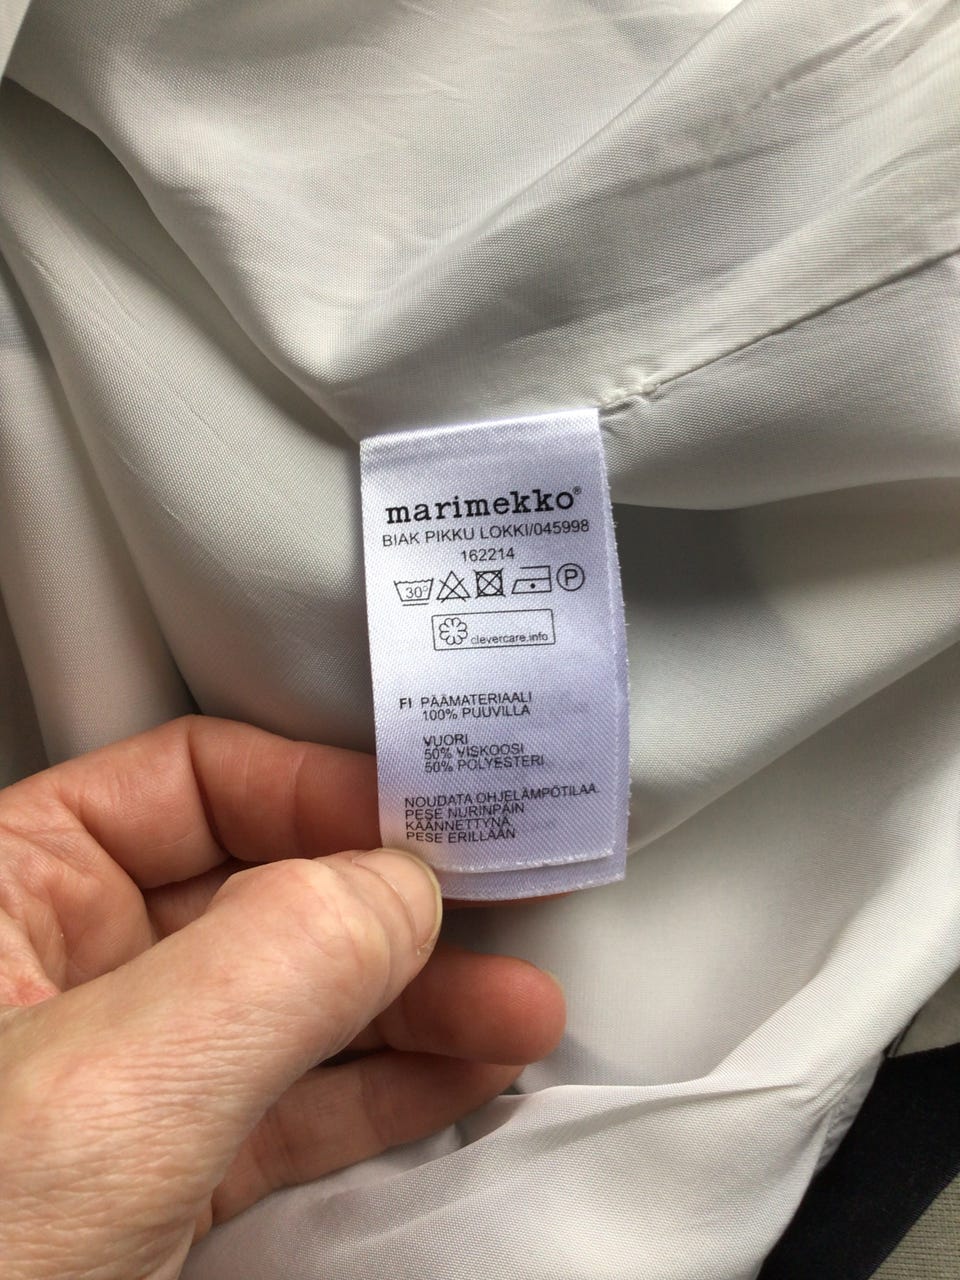 marimekko®
BIAK PIKKU LOKKI/045998
162214
30° P
clevercare.info
FI PÄÄMATERIAALI
100% PUUVILLA
VUORI
50% VISKOOSI
50% POLYESTERI
NOUDATA OHJELÄMPÖTILAA.
PESE NURINPÄIN
KÄÄNNETTYNÄ.
PESE ERILLÄÄN